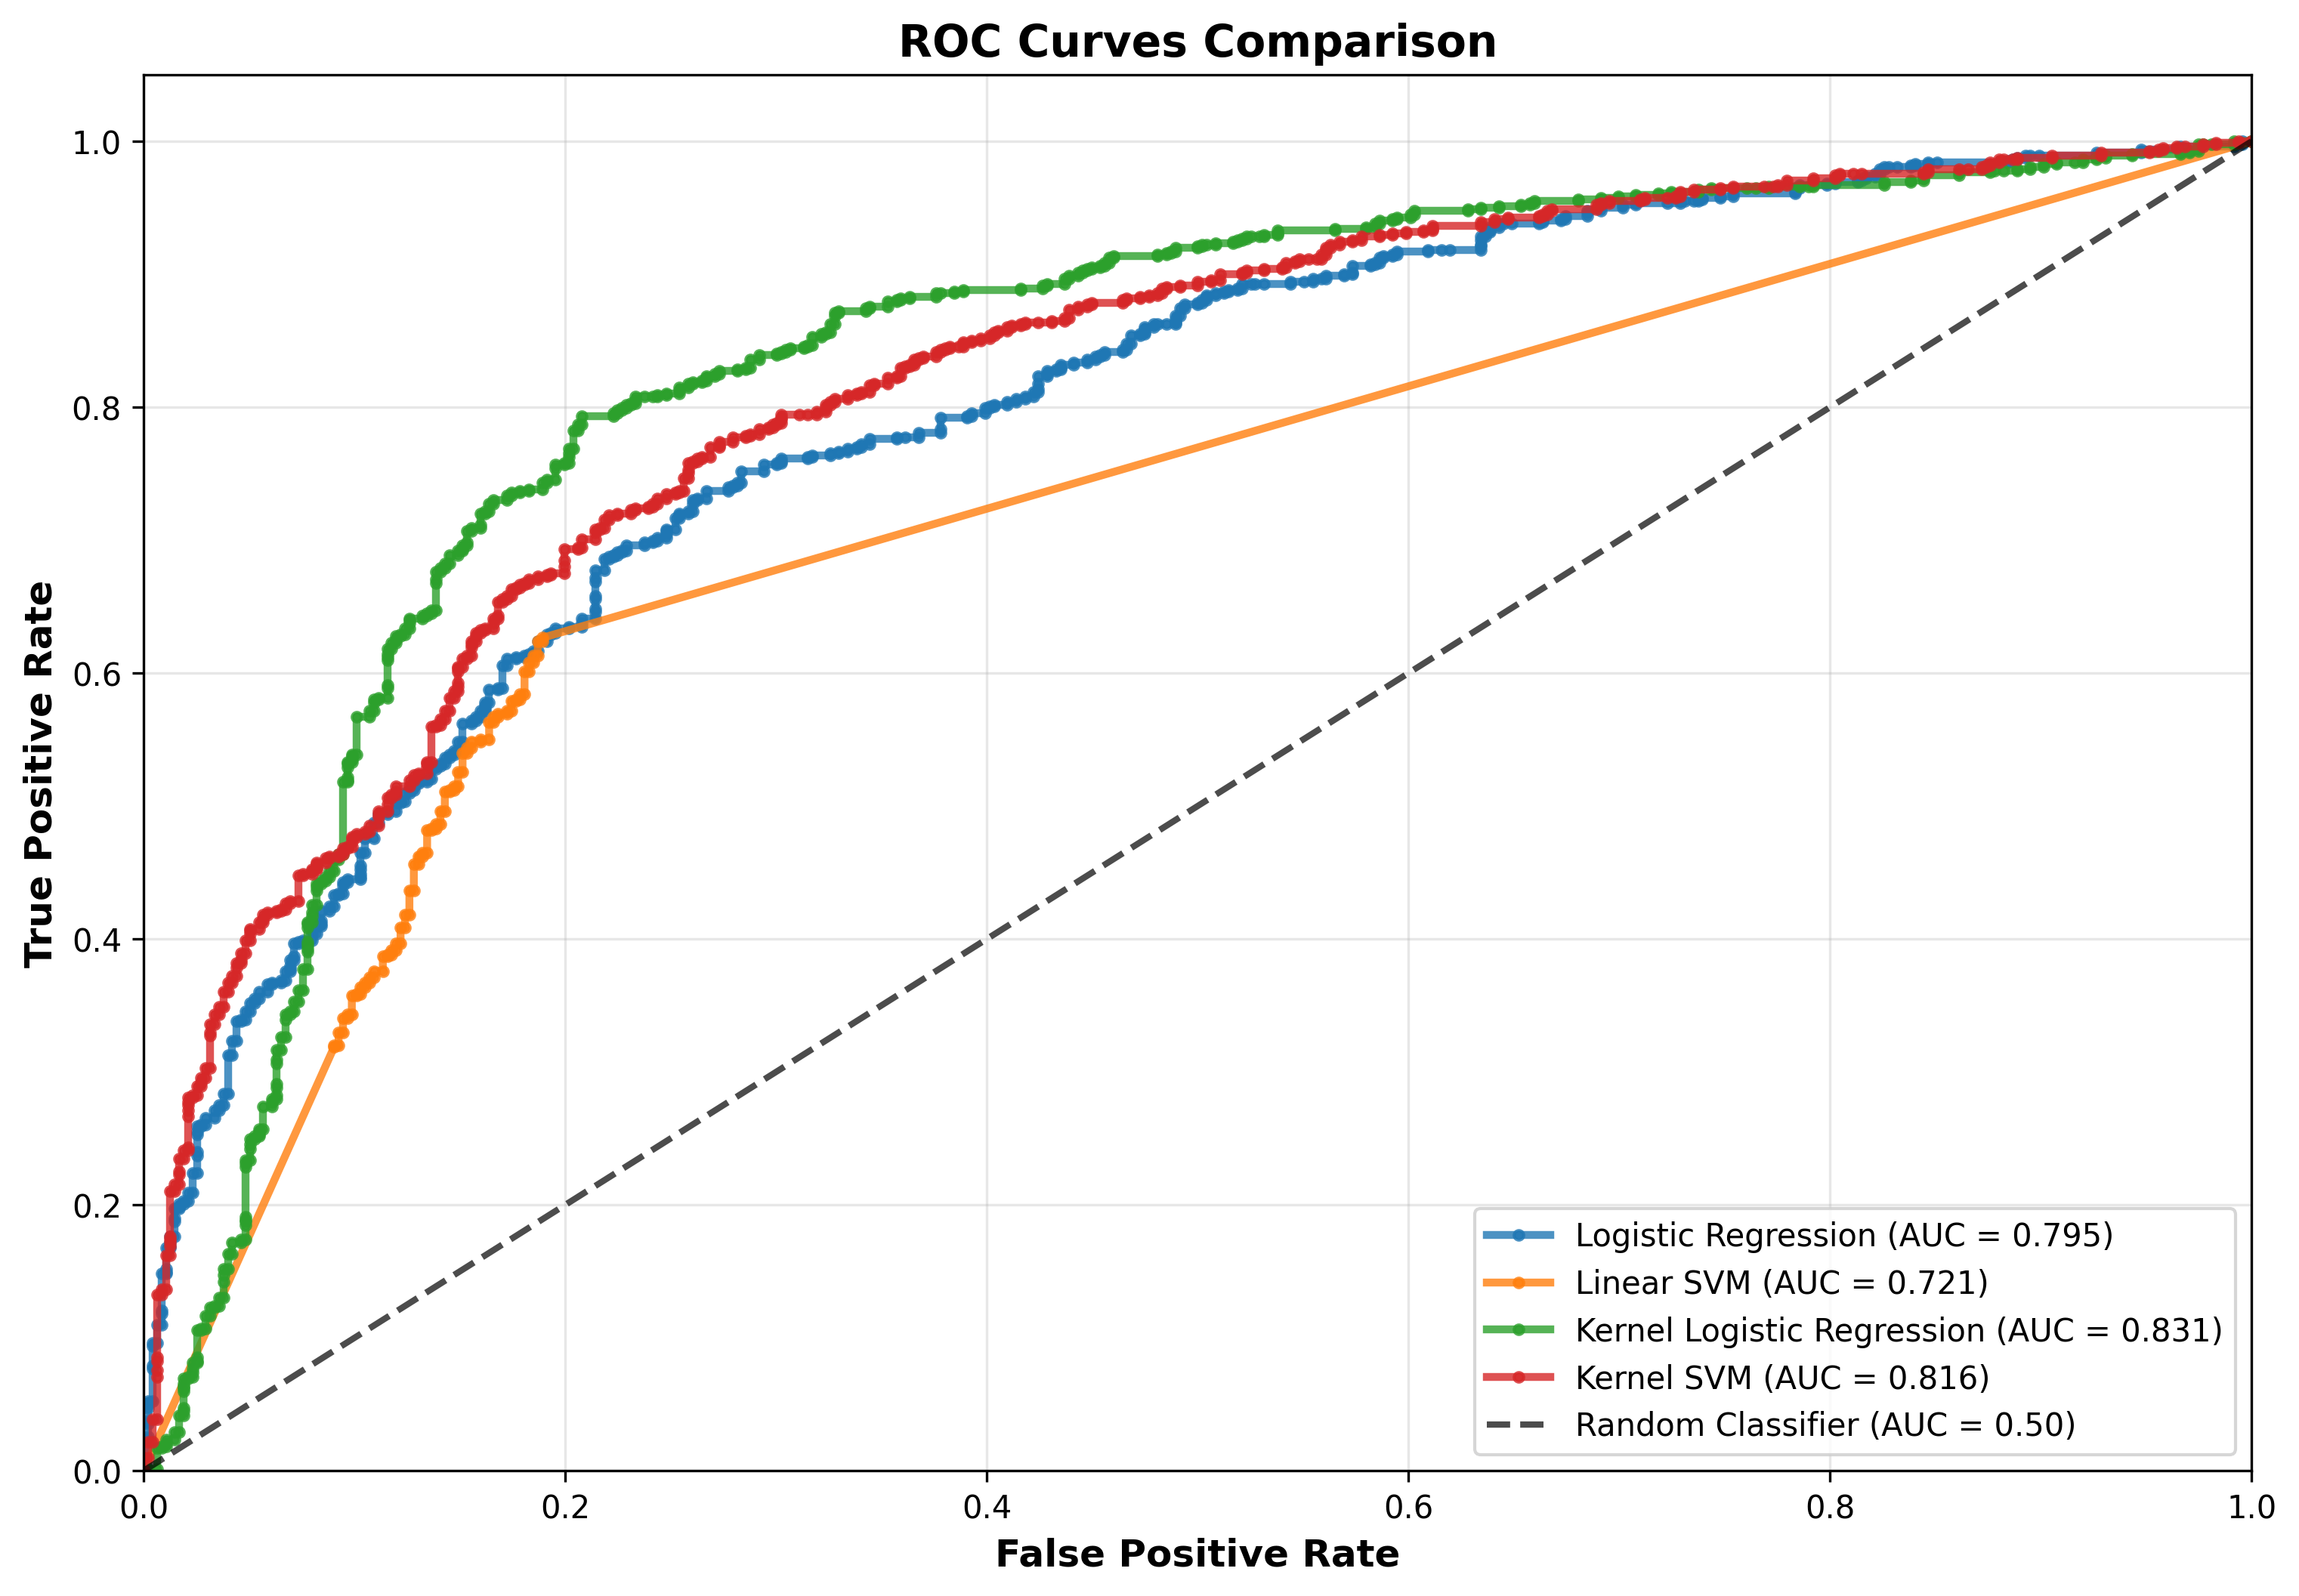 ROC Curves Comparison
True Positive Rate
1.0
0.8
0.6
0.4
0.2
0.0
0.0 0.2 0.4 0.6 0.8 1.0
False Positive Rate
Logistic Regression (AUC = 0.795)
Linear SVM (AUC = 0.721)
Kernel Logistic Regression (AUC = 0.831)
Kernel SVM (AUC = 0.816)
Random Classifier (AUC = 0.50)